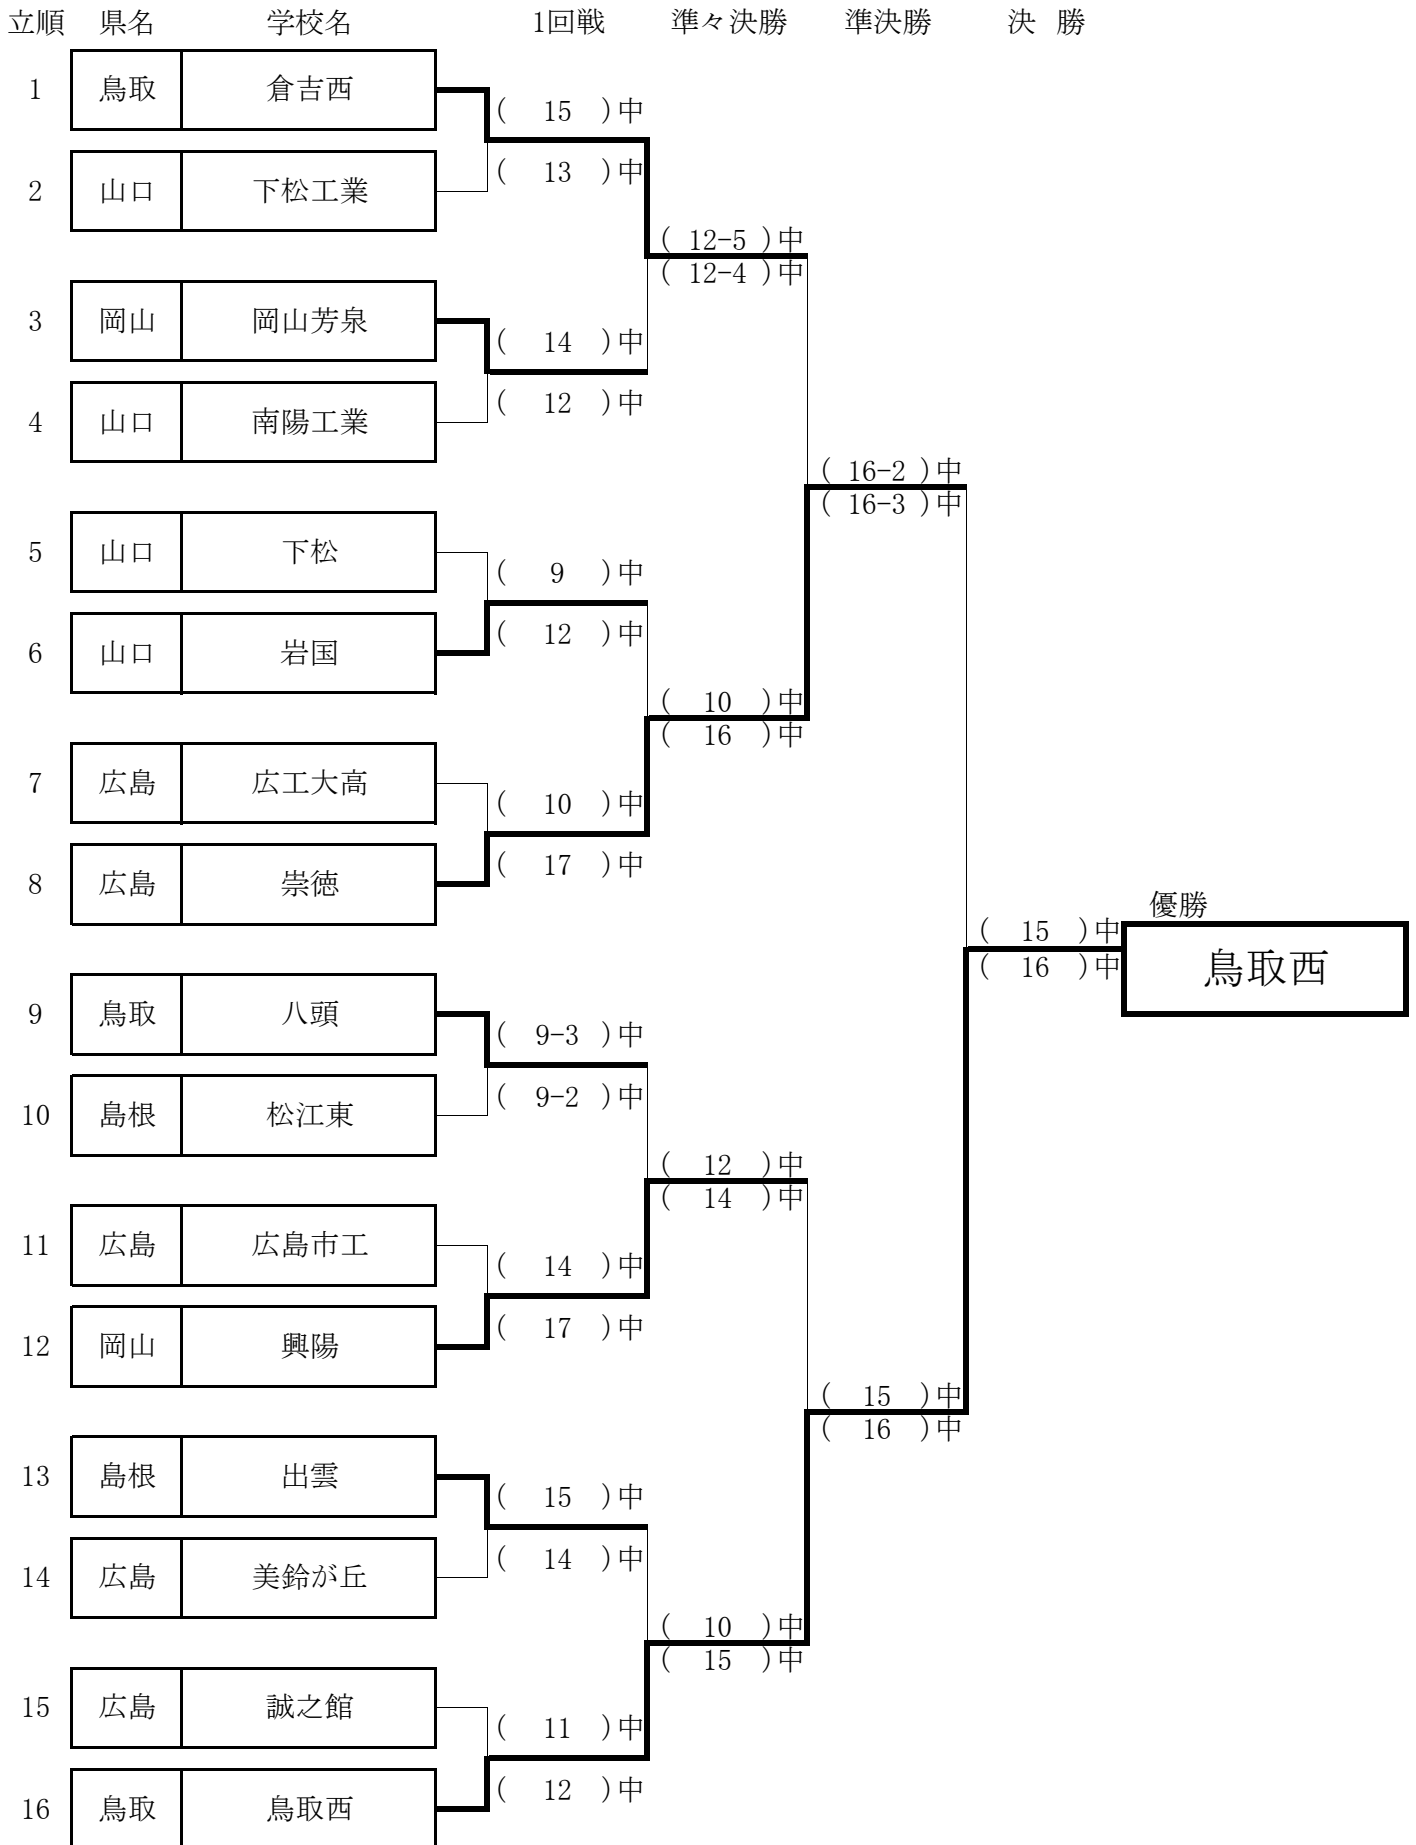 立順 県名 学校名 1回戦 準々決勝 準決勝 決 勝
1 鳥取 倉吉西
( 15 )中
( 13 )中
2 山口 下松工業
( 12-5 )中
( 12-4 )中
3 岡山 岡山芳泉
( 14 )中
( 12 )中
4 山口 南陽工業
( 16-2 )中
( 16-3 )中
5 山口 下松
( 9 )中
( 12 )中
6 山口 岩国
( 10 )中
( 16 )中
7 広島 広工大高
( 10 )中
( 17 )中
8 広島 崇徳
優勝
( 15 )中
鳥取西
( 16 )中
9 鳥取 八頭
( 9-3 )中
( 9-2 )中
10 島根 松江東
( 12 )中
( 14 )中
11 広島 広島市工
( 14 )中
( 17 )中
12 岡山 興陽
( 15 )中
( 16 )中
13 島根 出雲
( 15 )中
( 14 )中
14 広島 美鈴が丘
( 10 )中
( 15 )中
15 広島 誠之館
( 11 )中
( 12 )中
16 鳥取 鳥取西